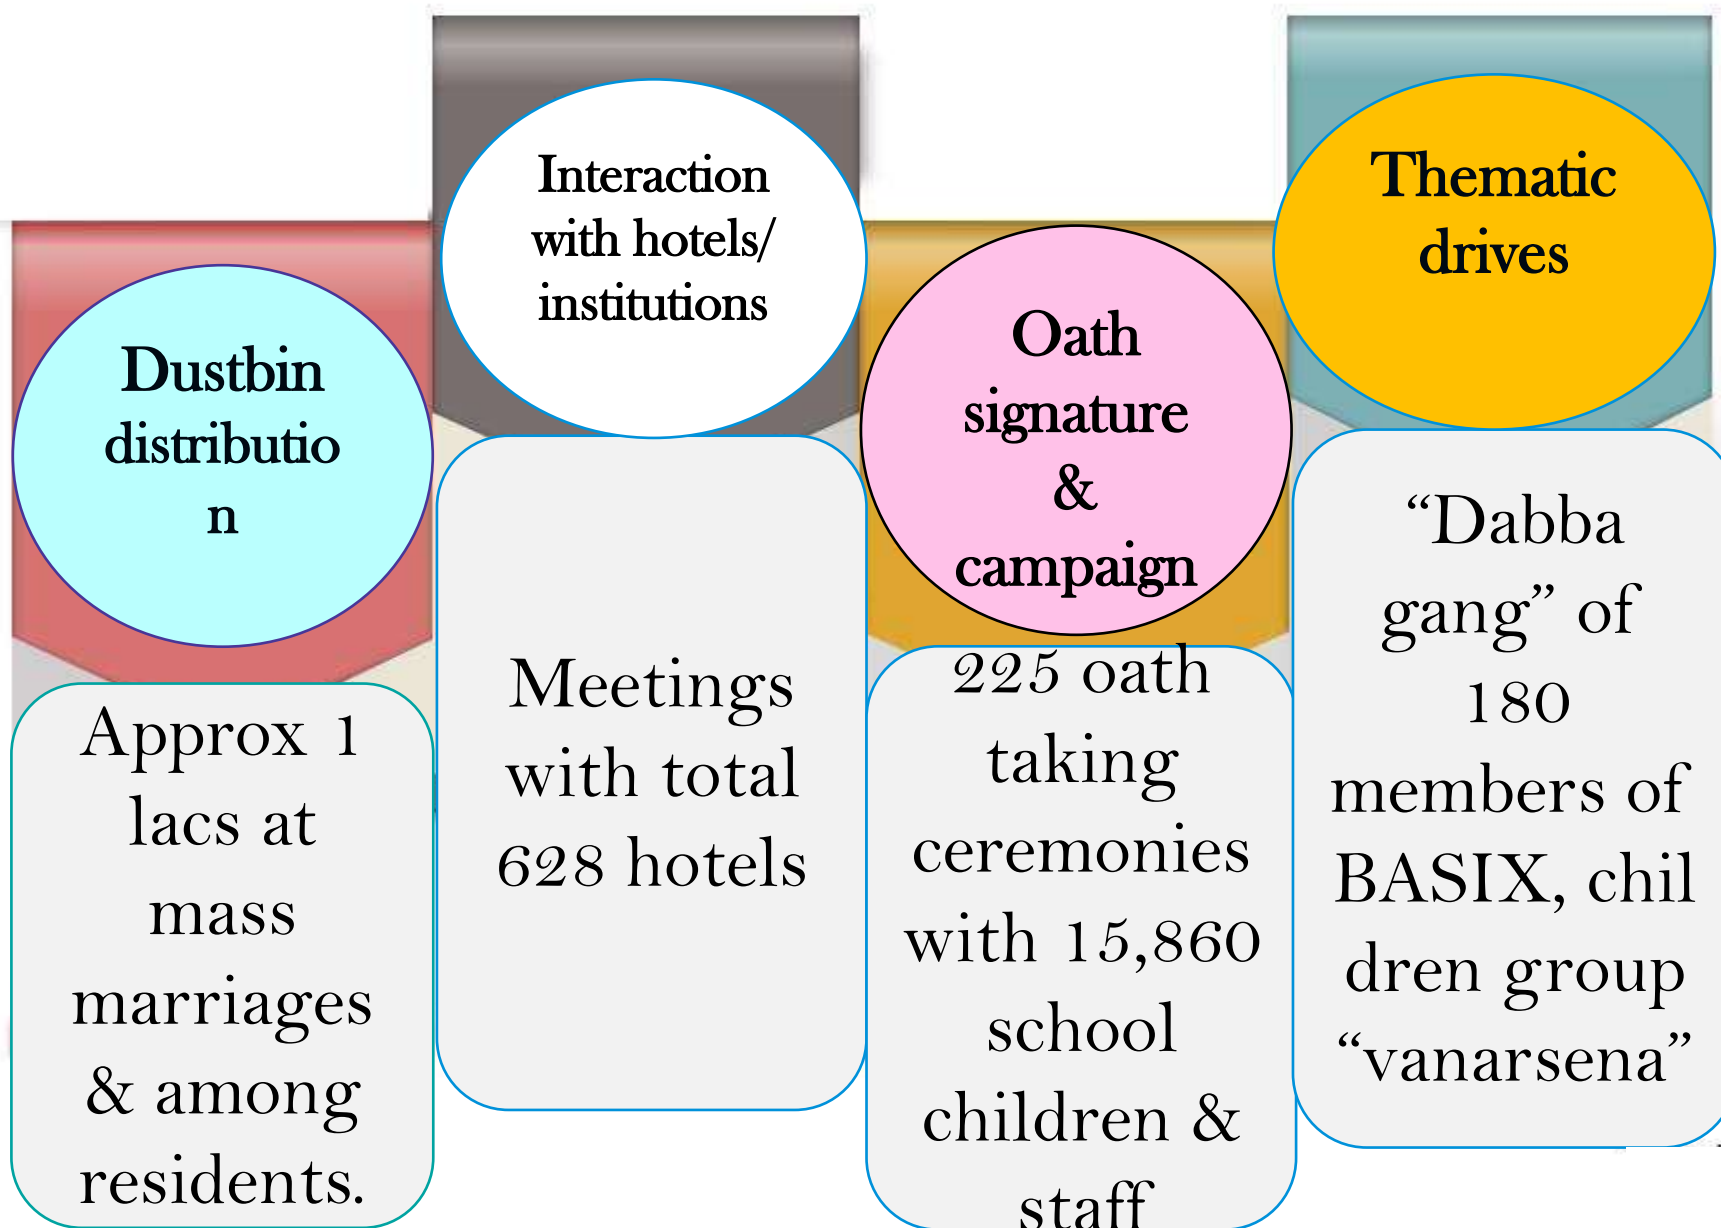 Dustbin
distributio
n
Approx 1
lacs at
mass
marriages
& among
residents.
Interaction
with hotels/
institutions
Meetings
with total
628 hotels
Oath
signature
&
campaign
225 oath
taking
ceremonies
with 15,860
school
children &
staff
Thematic
drives
“Dabba
gang” of
180
members of
BASIX, chil
dren group
“vanarsena”